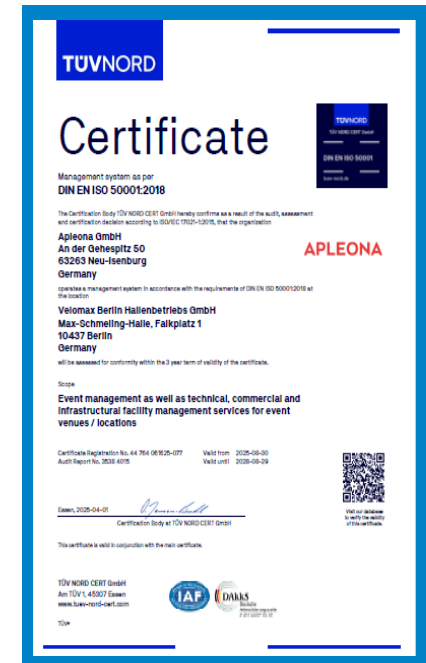 TÜVNORD
Certificate
TÜVNORD
TÜV NORD CERT GmbH
DIN EN ISO 50001
tuev-nord.de
Management system as per
DIN EN ISO 50001:2018
The Certification Body TÜV NORD CERT GmbH hereby confirms as a result of the audit, assessment
and certification decision according to ISO/IEC 17021-1:2015, that the organization
Apleona GmbH
An der Gehespitz 50
63263 Neu-Isenburg
Germany
APLEONA
operates a management system in accordance with the requirements of DIN EN ISO 50001:2018 at
the location
Velomax Berlin Hallenbetriebs GmbH
Max-Schmeling-Halle, Falkplatz 1
10437 Berlin
Germany
will be assessed for conformity within the 3 year term of validity of the certificate.
Scope
Event management as well as technical, commercial and
infrastructural facility management services for event
venues / locations
Certificate Registration No. 44 764 061625-077 Valid from 2025-08-30
Audit Report No. 3538 4015 Valid until 2028-08-29
Essen, 2025-04-01
Certification Body at TÜV NORD CERT GmbH
Visit our database
to verify the validity
of this certificate.
This certificate is valid in conjunction with the main certificate.
TÜV NORD CERT GmbH
Am TÜV 1, 45307 Essen
www.tuev-nord-cert.com
IAF
DAkkS
Deutsche
Akkreditierungsstelle
TÜV®